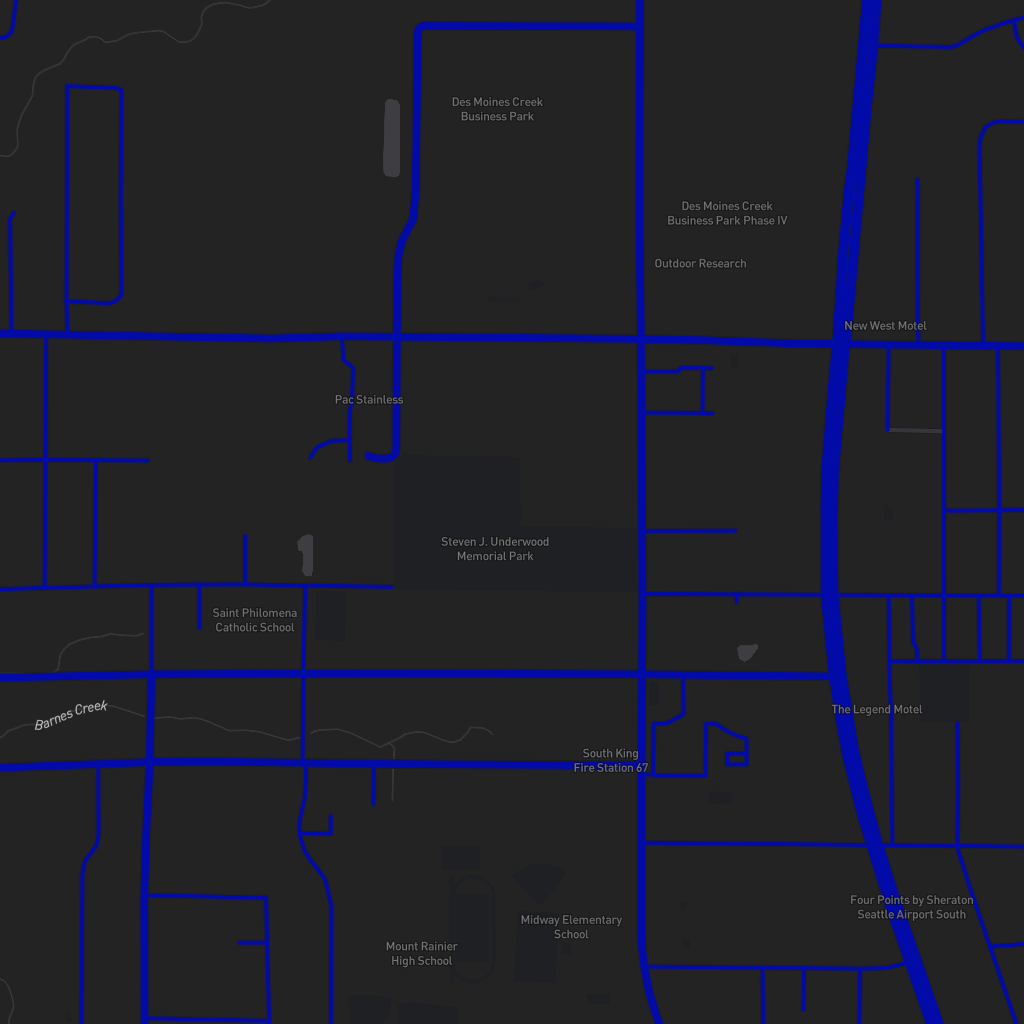 Des Moines Creek
Business Park
Des Moines Creek
Business Park Phase IV
Outdoor Research
New West Motel
Pac Stainless
Steven J. Underwood
Memorial Park
Saint Philomena
Catholic School
Barnes Creek
The Legend Motel
South King
Fire Station 67
Four Points by Sheraton
Seattle Airport South
Midway Elementary
School
Mount Rainier
High School